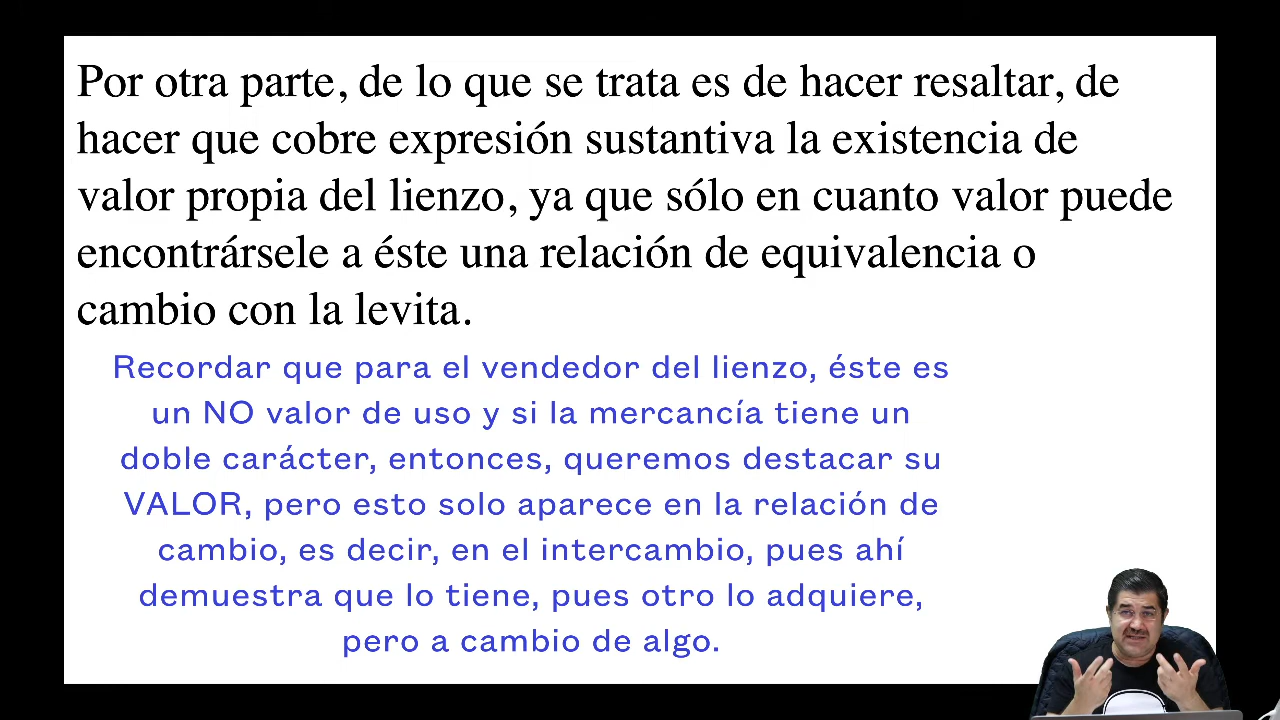 Por otra parte, de lo que se trata es de hacer resaltar, de
hacer que cobre expresión sustantiva la existencia de
valor propia del lienzo, ya que sólo en cuanto valor puede
encontrársele a éste una relación de equivalencia o
cambio con la levita.
Recordar que para el vendedor del lienzo, éste es
un NO valor de uso y si la mercancía tiene un
doble carácter, entonces, queremos destacar su
VALOR, pero esto solo aparece en la relación de
cambio, es decir, en el intercambio, pues ahí
demuestra que lo tiene, pues otro lo adquiere,
pero a cambio de algo.